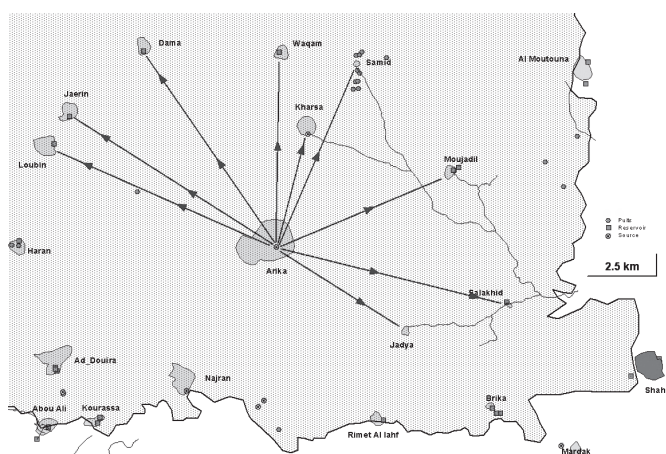 Dama
Waqam
Samid
Al Moutouna
Jaerin
Kharsa
Loubin
Moujadil
Puits
Reservoir
Source
Haran
Arika
2.5 km
Salakhid
Jadya
Ad_Douira
Najran
Shah
Abou Ali
Kourassa
Brika
Rimet Al lahf
Mardak